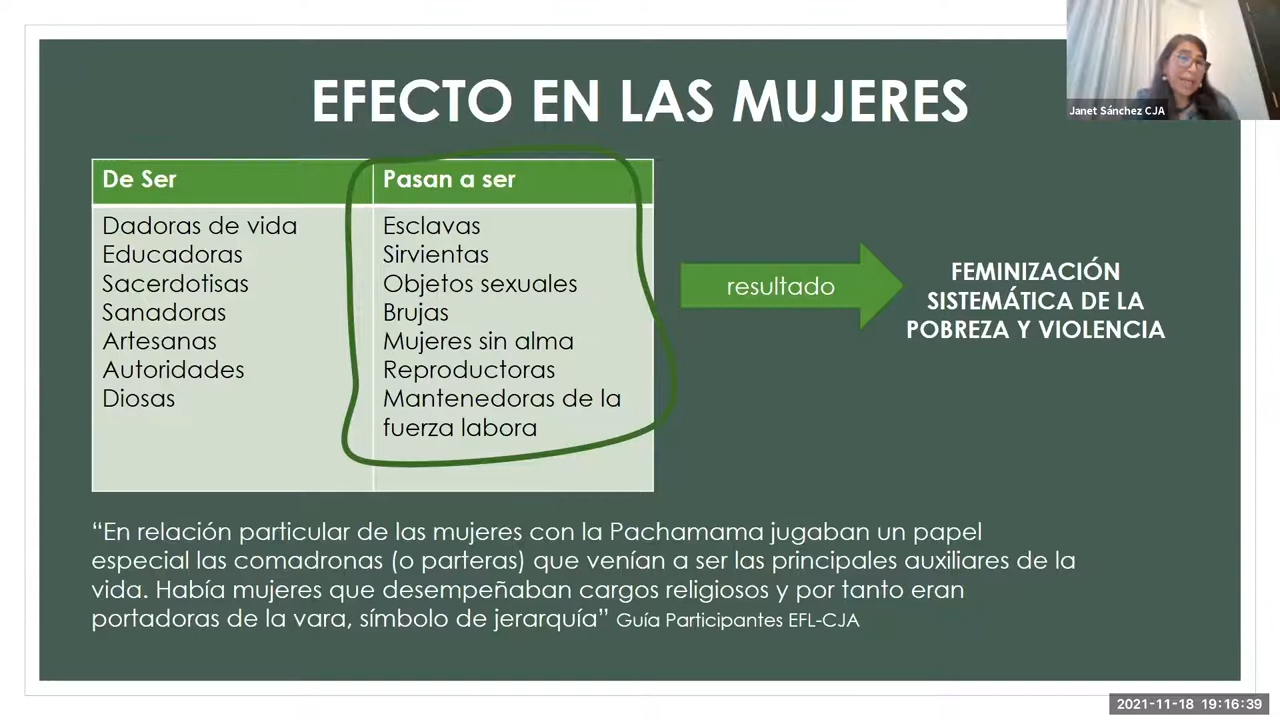 EFECTO EN LAS MUJERES
Janet Sánchez CJA
De Ser
Pasan a ser
Dadoras de vida
Educadoras
Sacerdotisas
Sanadoras
Artesanas
Autoridades
Diosas
Esclavas
Sirvientas
Objetos sexuales
Brujas
Mujeres sin alma
Reproductoras
Mantenedoras de la
fuerza labora
resultado
FEMINIZACIÓN
SISTEMÁTICA DE LA
POBREZA Y VIOLENCIA
“En relación particular de las mujeres con la Pachamama jugaban un papel
especial las comadronas (o parteras) que venían a ser las principales auxiliares de la
vida. Había mujeres que desempeñaban cargos religiosos y por tanto eran
portadoras de la vara, símbolo de jerarquía” Guía Participantes EFL-CJA
2021-11-18 19:16:39